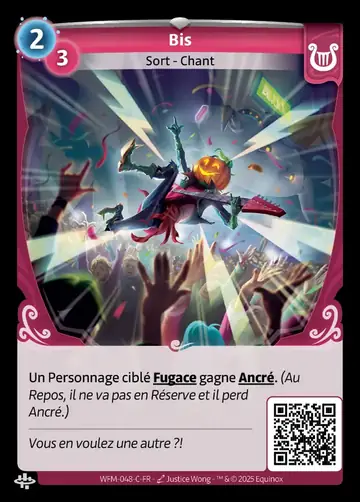 2
3
Bis
Sort - Chant
Un Personnage ciblé Fugace gagne Ancré. (Au
Repos, il ne va pas en Réserve et il perd
Ancré.)
Vous en voulez une autre ?!
WFM-048-C-FR - Justice Wong - ™ & © 2025 Equinox